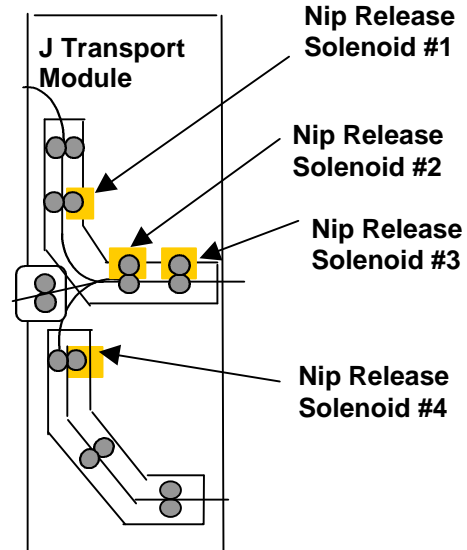 Nip Release
Solenoid #1
J Transport
Module
Nip Release
Solenoid #2
Nip Release
Solenoid #3
Nip Release
Solenoid #4